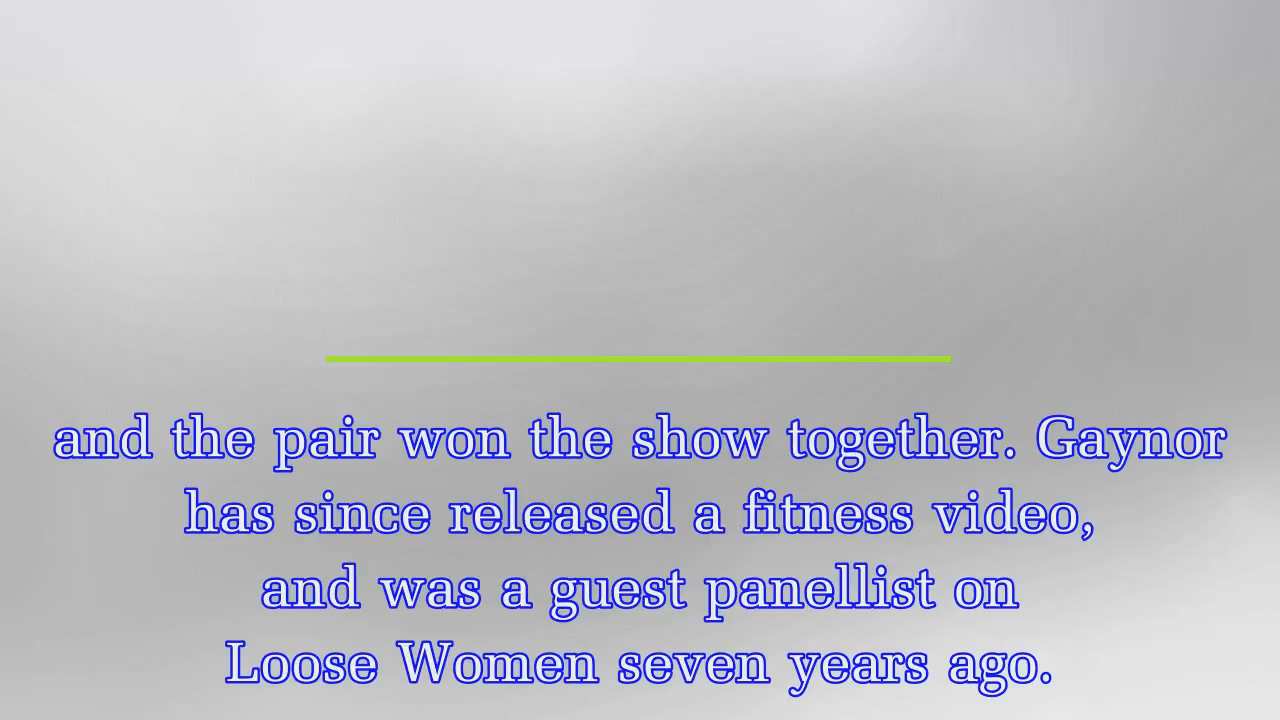 and the pair won the show together. Gaynor
has since released a fitness video,
and was a guest panellist on
Loose Women seven years ago.